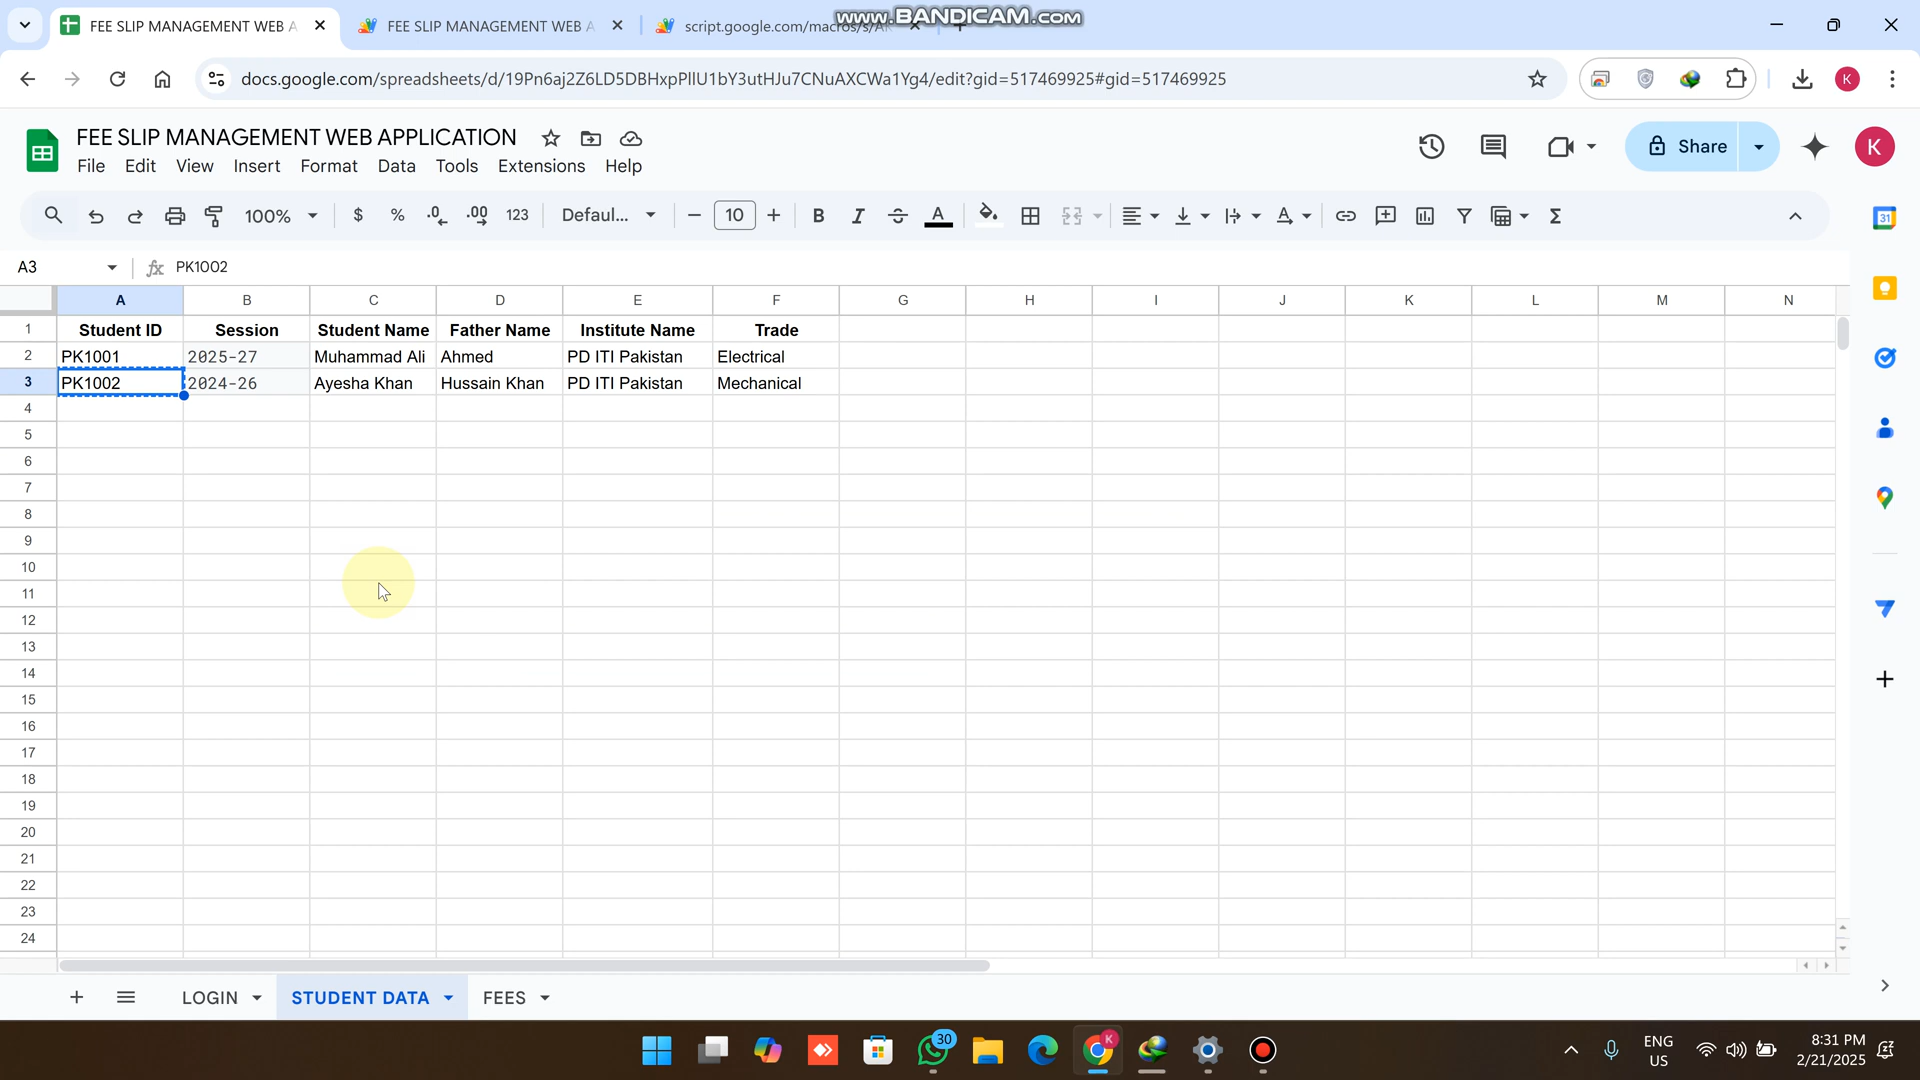 www.BANDICAM.com
FEE SLIP MANAGEMENT WEB A
FEE SLIP MANAGEMENT WEB A
script.google.com/macros/s/A
docs.google.com/spreadsheets/d/19Pn6aj2Z6LD5DBHxpPllU1bY3utHJu7CNuAXCWa1Yg4/edit?gid=517469925#gid=517469925
K
FEE SLIP MANAGEMENT WEB APPLICATION
File Edit View Insert Format Data Tools Extensions Help
Share
K
100% $ % .0 .00 123 Defaul... 10 B I S A
A3 fx PK1002
A B C D E F G H I J K L M N
1 Student ID Session Student Name Father Name Institute Name Trade
2 PK1001 2025-27 Muhammad Ali Ahmed PD ITI Pakistan Electrical
3 PK1002 2024-26 Ayesha Khan Hussain Khan PD ITI Pakistan Mechanical
4
5
6
7
8
9
10
11
12
13
14
15
16
17
18
19
20
21
22
23
24
31
LOGIN STUDENT DATA FEES
30
K
ENG
US
8:31 PM
2/21/2025